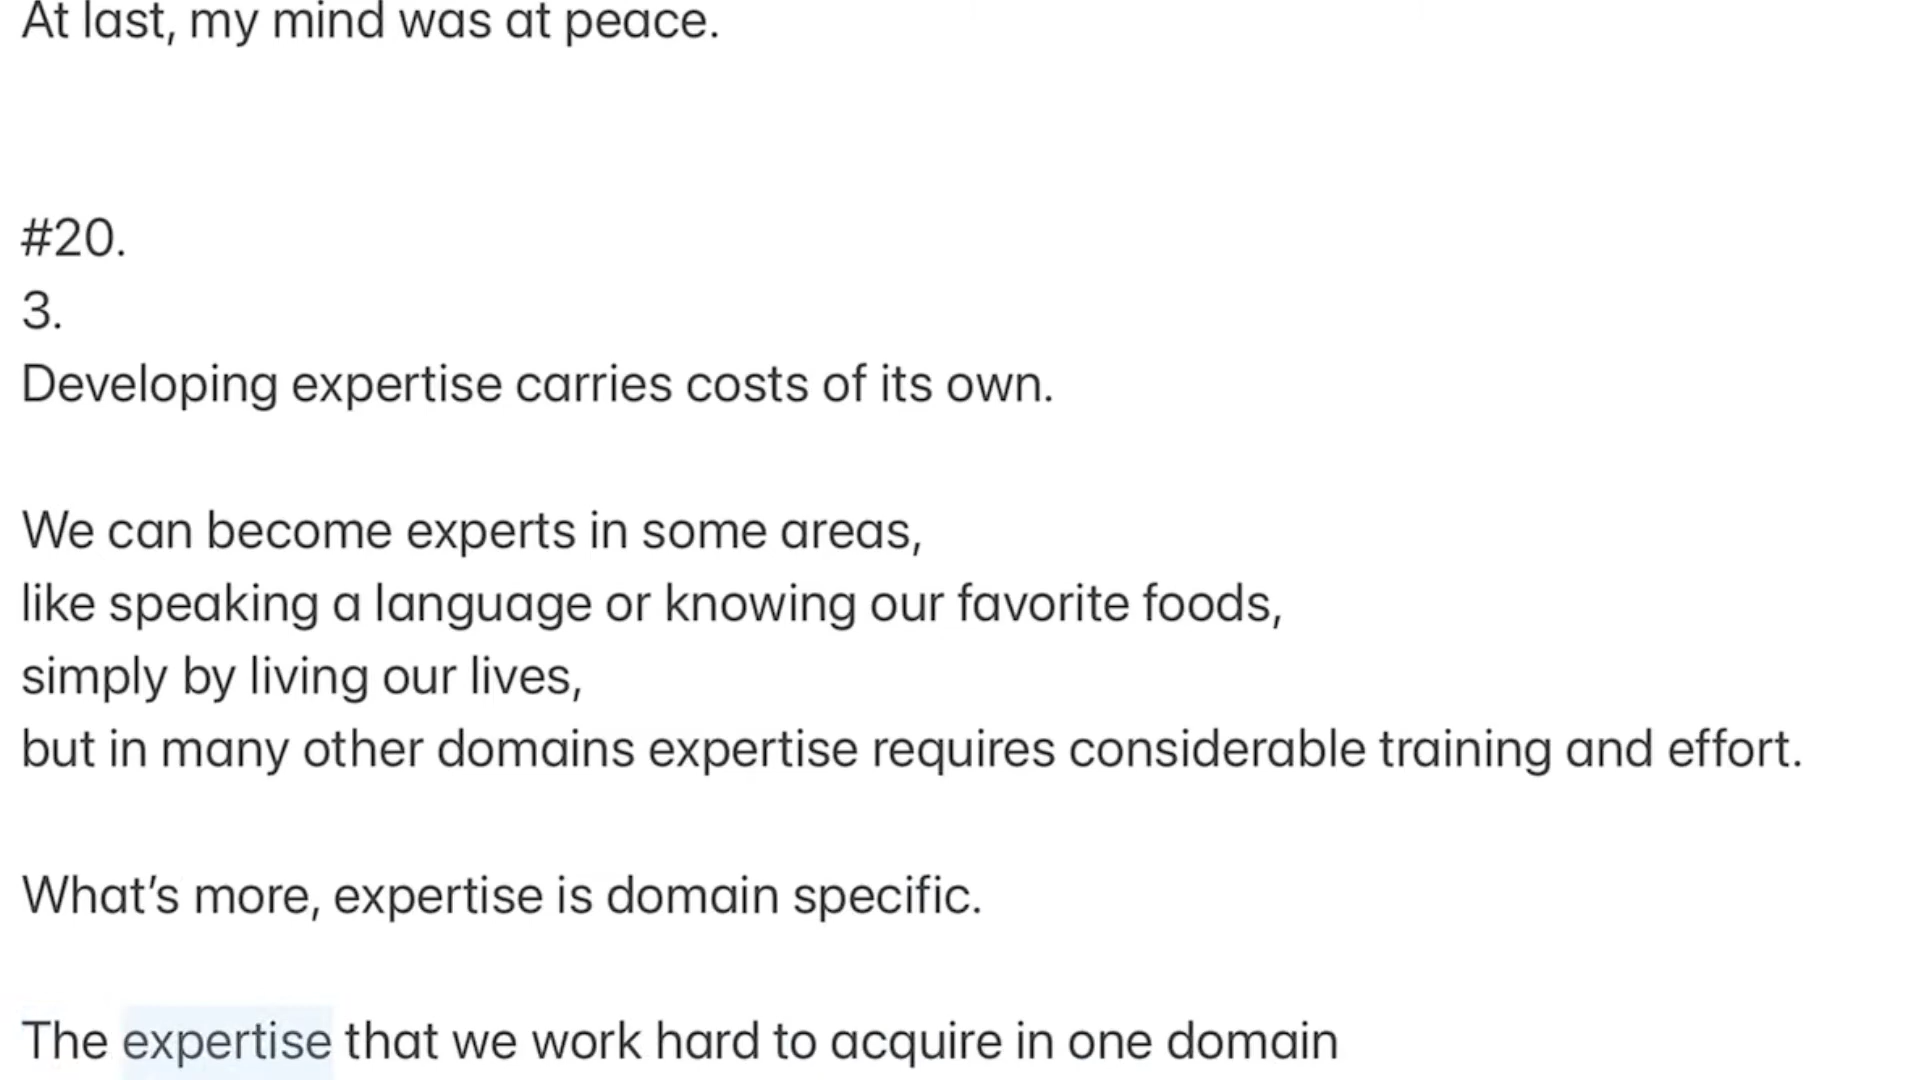 At last, my mind was at peace.
#20.
3.
Developing expertise carries costs of its own.
We can become experts in some areas,
like speaking a language or knowing our favorite foods,
simply by living our lives,
but in many other domains expertise requires considerable training and effort.
What’s more, expertise is domain specific.
The expertise that we work hard to acquire in one domain